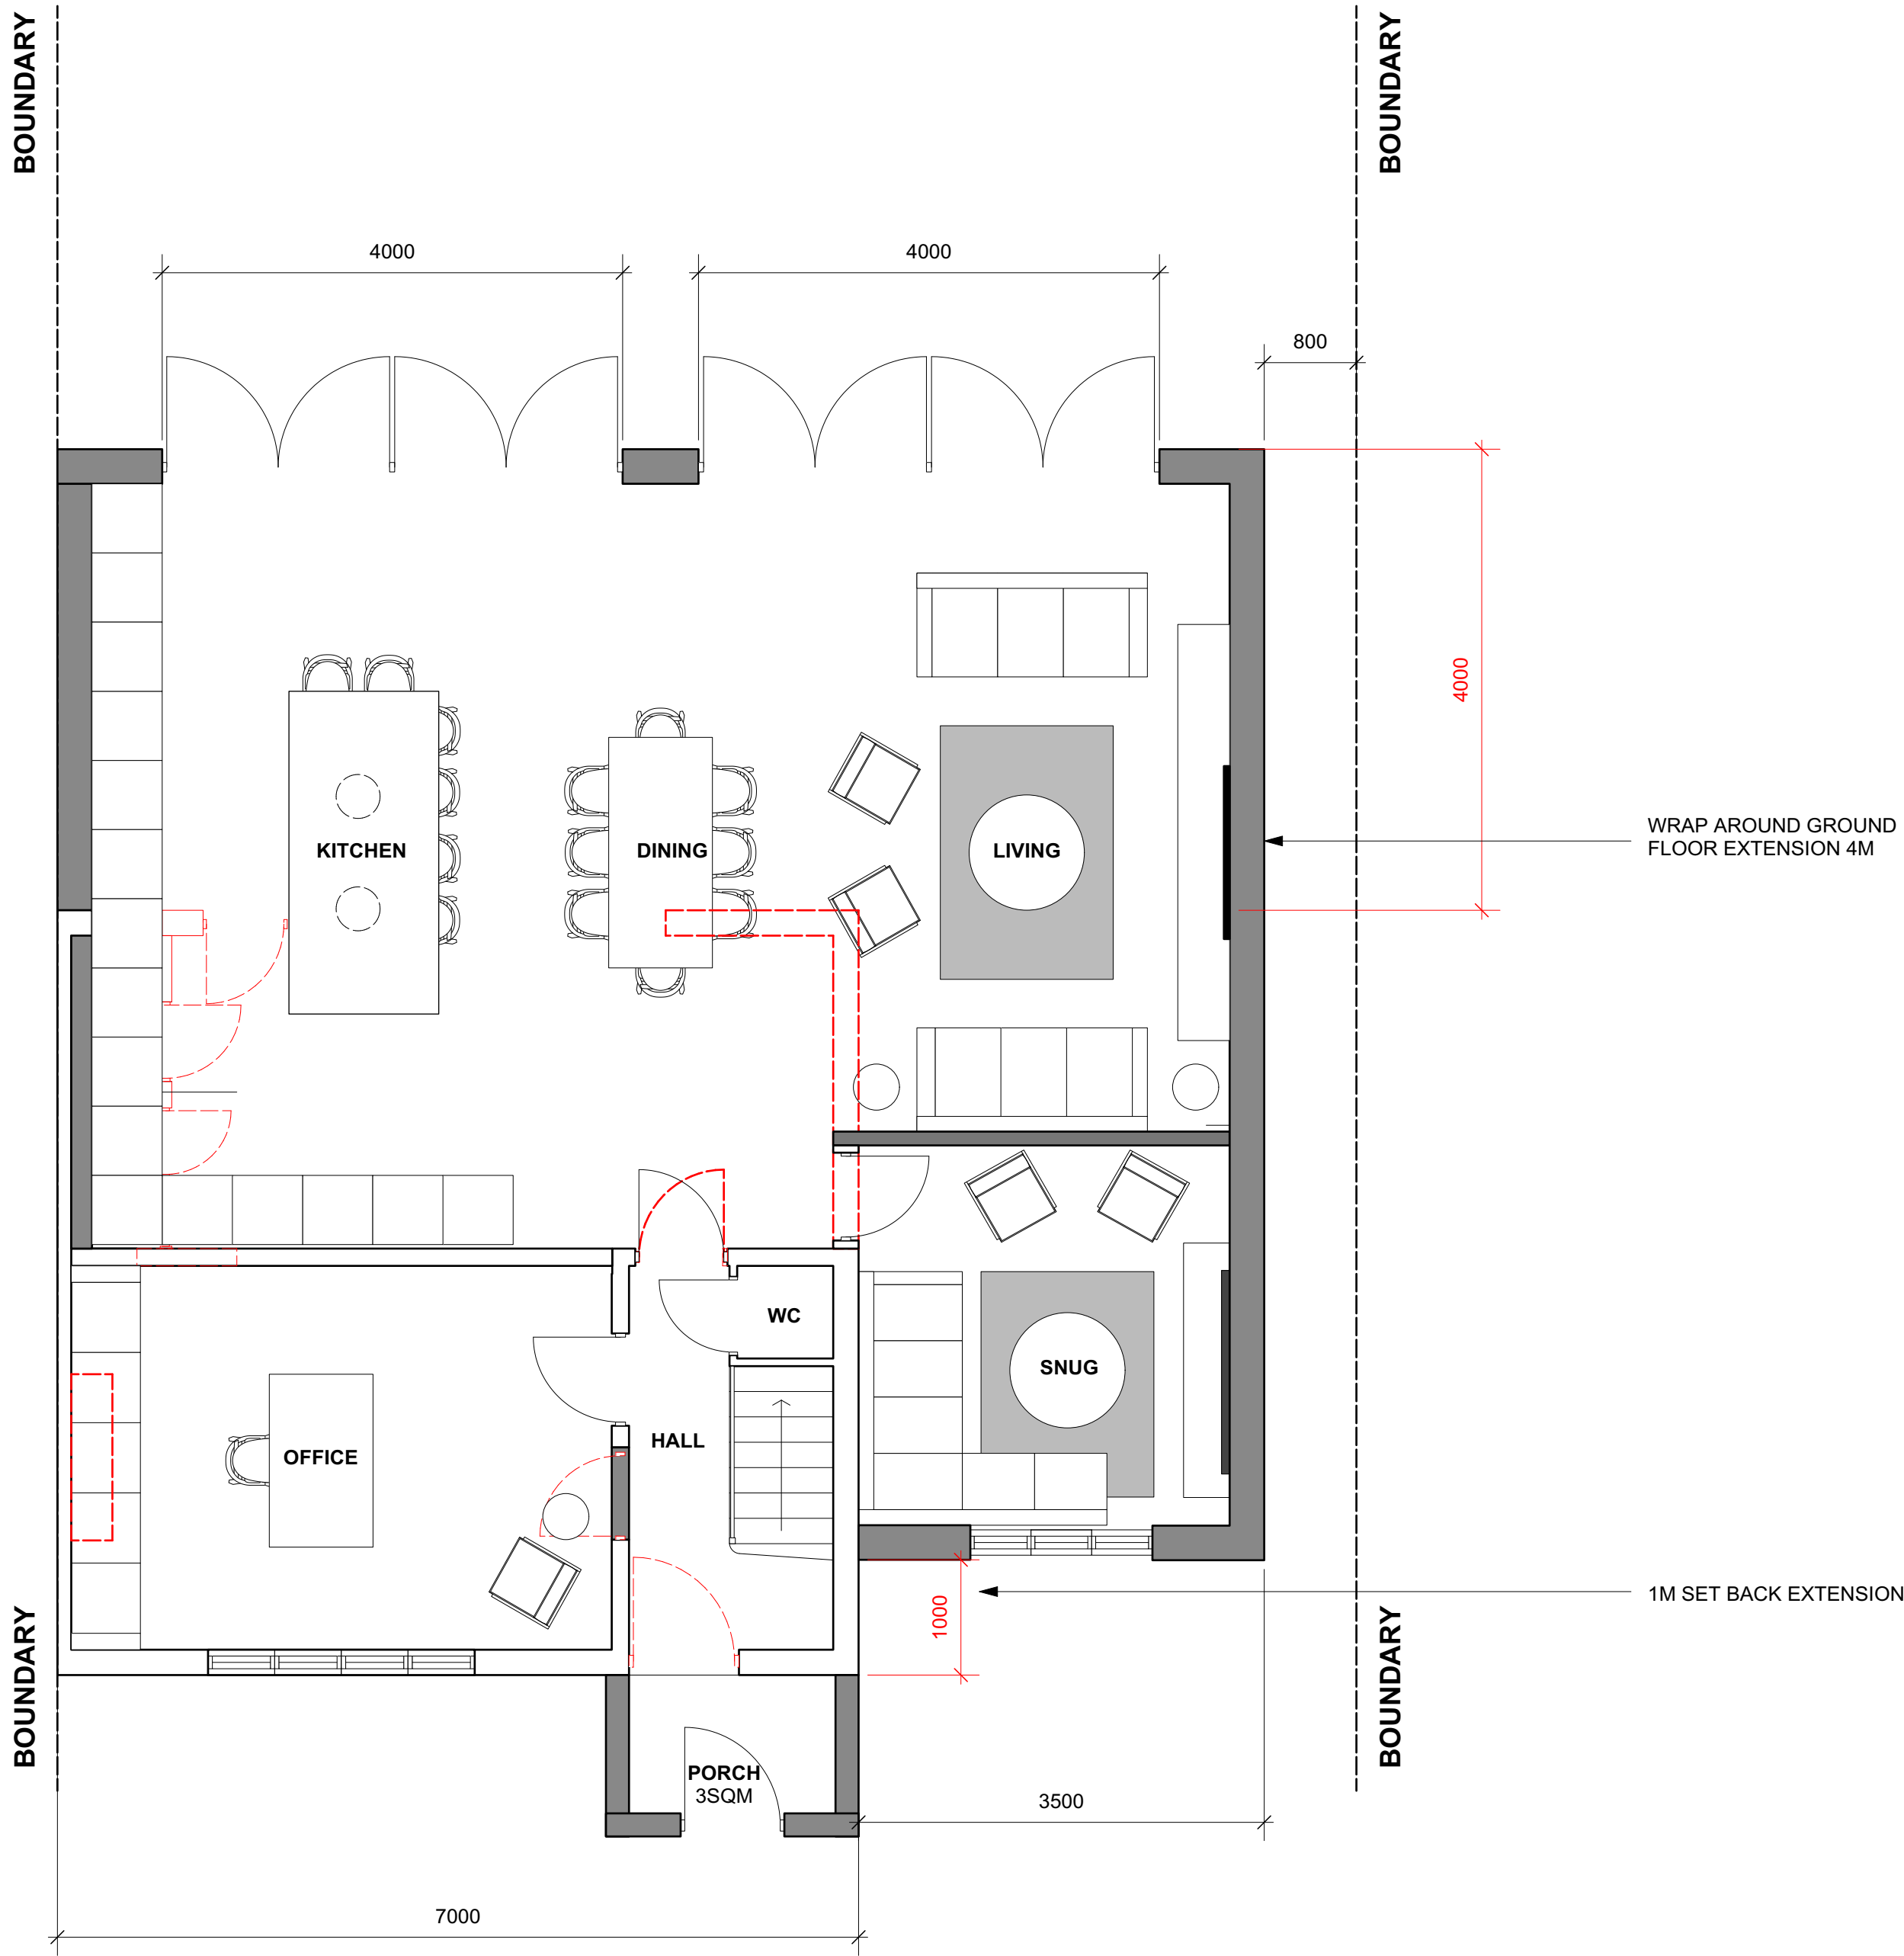 BOUNDARY
BOUNDARY
4000
4000
800
4000
WRAP AROUND GROUND
FLOOR EXTENSION 4M
KITCHEN
DINING
LIVING
WC
SNUG
HALL
OFFICE
1000
1M SET BACK EXTENSION
BOUNDARY
BOUNDARY
PORCH
3SQM
3500
7000